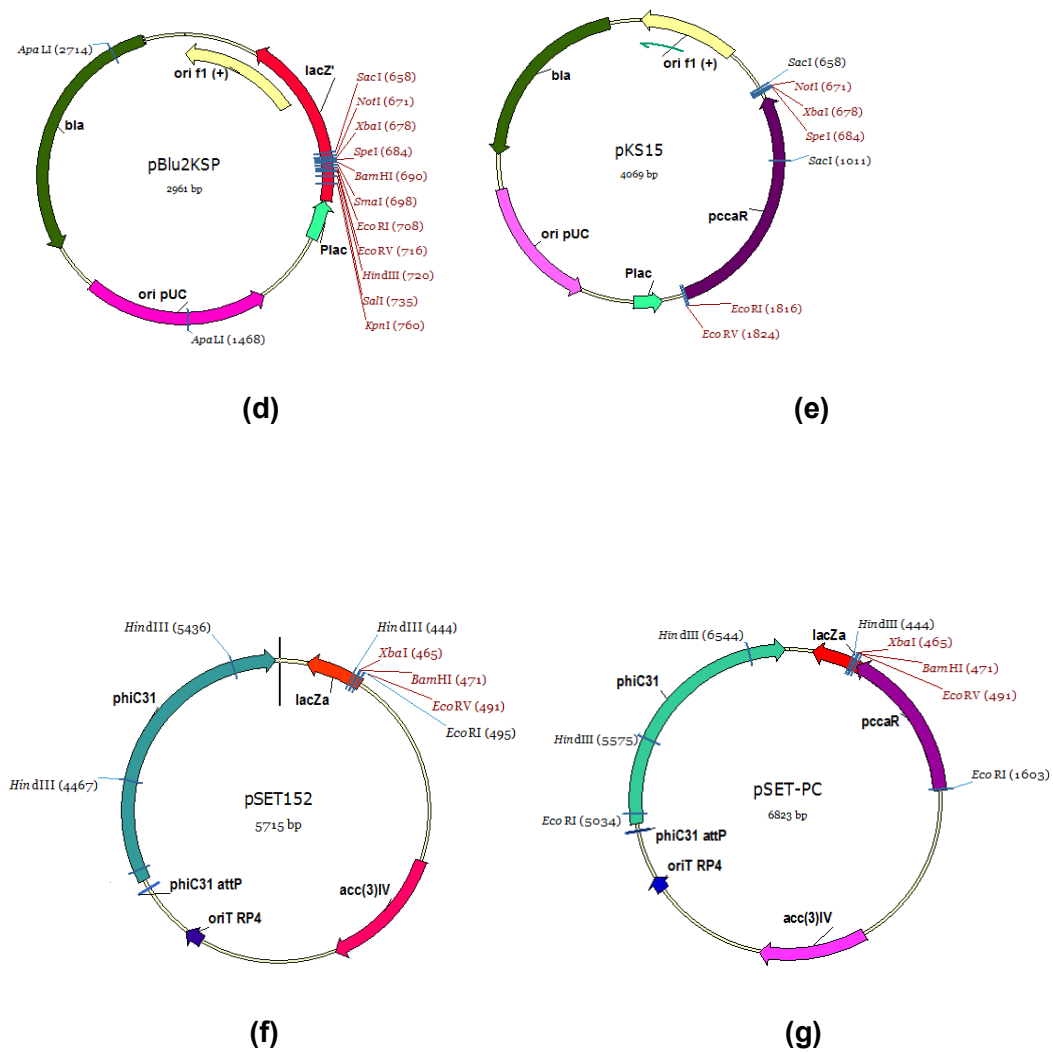 ApaLI (2714)
ori f1 (+)
lacZ'
SacI (658)
NotI (671)
XbaI (678)
SpeI (684)
BamHI (690)
SmaI (698)
EcoRI (708)
EcoRV (716)
HindIII (720)
SalI (735)
KpnI (760)
bla
pBlu2KSP
2961 bp
Plac
ori pUC
ApaLI (1468)
(d)
ori f1 (+)
SacI (658)
NotI (671)
XbaI (678)
SpeI (684)
SacI (1011)
bla
pKS15
4069 bp
pccaR
ori pUC
Plac
EcoRI (1816)
EcoRV (1824)
(e)
HindIII (5436)
HindIII (444)
XbaI (465)
BamHI (471)
EcoRV (491)
EcoRI (495)
lacZa
phiC31
HindIII (4467)
pSET152
5715 bp
phiC31 attP
oriT RP4
acc(3)IV
(f)
HindIII (6544)
lacZa
HindIII (444)
XbaI (465)
BamHI (471)
EcoRV (491)
pccaR
phiC31
HindIII (5575)
pSET-PC
6823 bp
EcoRI (1603)
EcoRI (5034)
phiC31 attP
oriT RP4
acc(3)IV
(g)